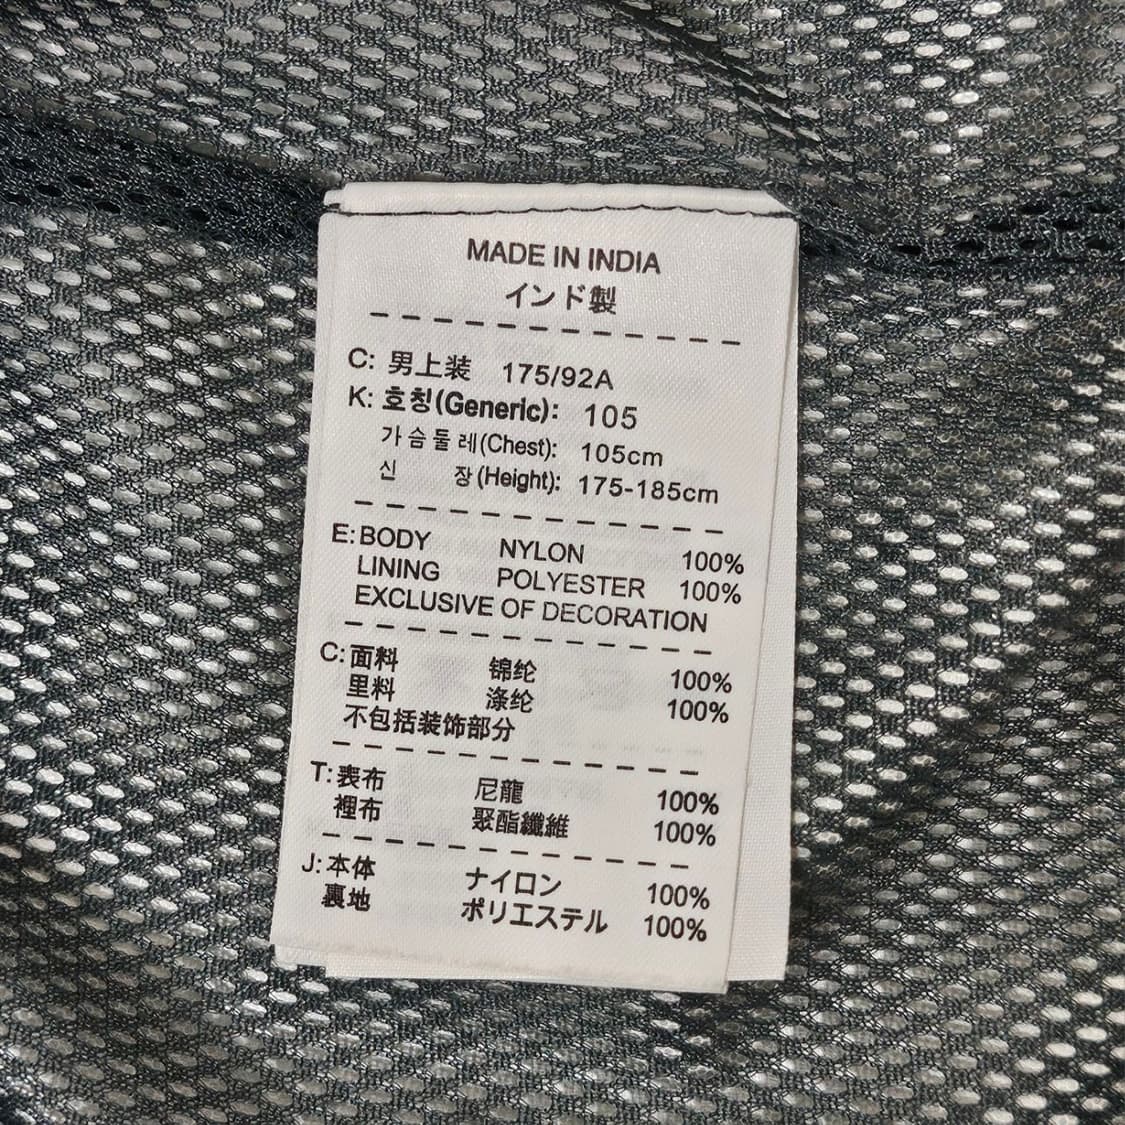 MADE IN INDIA
インド製
C: 男上装 175/92A
K: 호칭(Generic): 105
가슴둘레(Chest): 105cm
신 장(Height): 175-185cm
E: BODY NYLON 100%
LINING POLYESTER 100%
EXCLUSIVE OF DECORATION
C: 面料 锦纶 100%
里料 涤纶 100%
不包括装饰部分
T: 表布 尼龍 100%
裡布 聚酯纖維 100%
J: 本体 ナイロン 100%
裏地 ポリエステル 100%